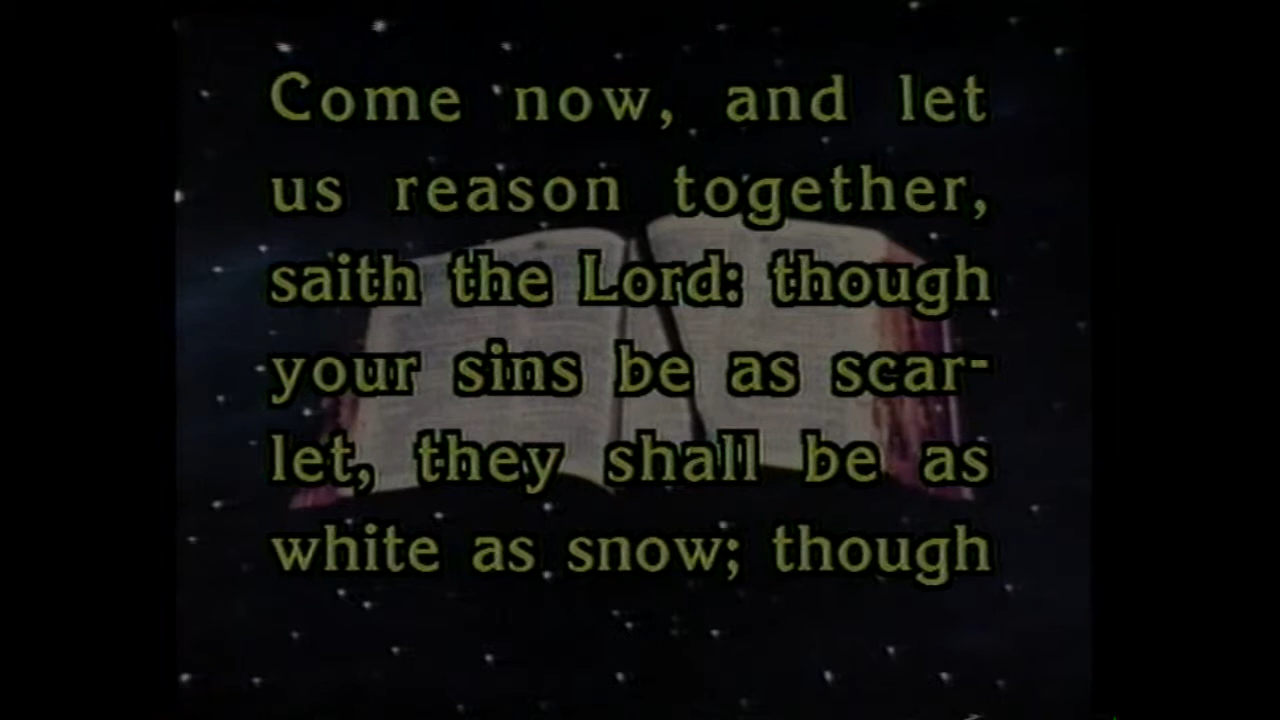 Come now, and let
us reason together,
saith the Lord: though
your sins be as scar-
let, they shall be as
white as snow; though